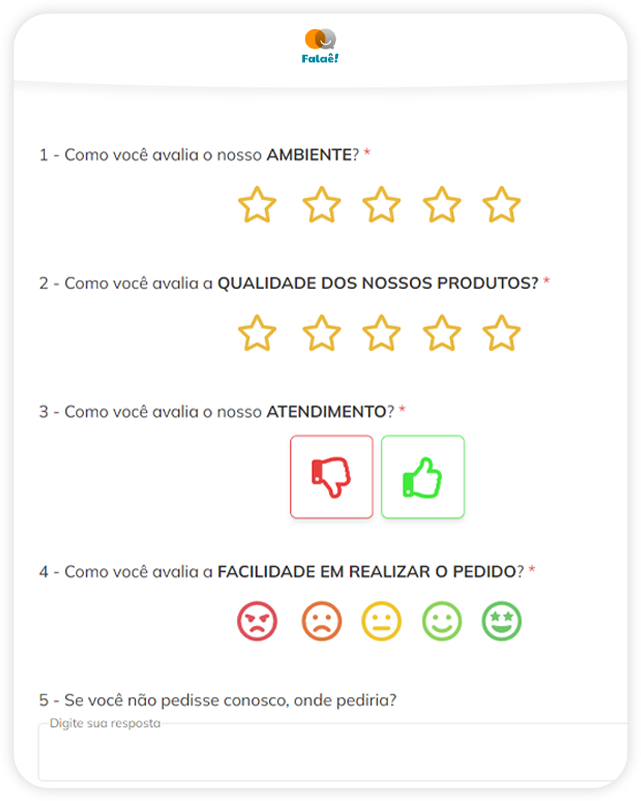 Falaê!
1 - Como você avalia o nosso AMBIENTE? *
2 - Como você avalia a QUALIDADE DOS NOSSOS PRODUTOS? *
3 - Como você avalia o nosso ATENDIMENTO? *
4 - Como você avalia a FACILIDADE EM REALIZAR O PEDIDO? *
5 - Se você não pedisse conosco, onde pediria?
Digite sua resposta